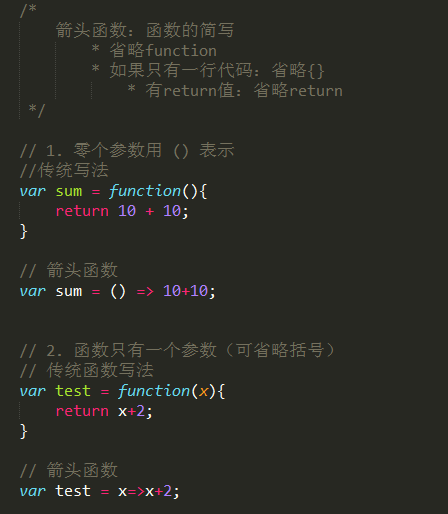 /*
箭头函数：函数的简写
* 省略function
* 如果只有一行代码：省略{}
* 有return值：省略return
*/
// 1. 零个参数用 () 表示
//传统写法
var sum = function(){
return 10 + 10;
}
// 箭头函数
var sum = () => 10+10;
// 2. 函数只有一个参数（可省略括号）
// 传统函数写法
var test = function(x){
return x+2;
}
// 箭头函数
var test = x=>x+2;